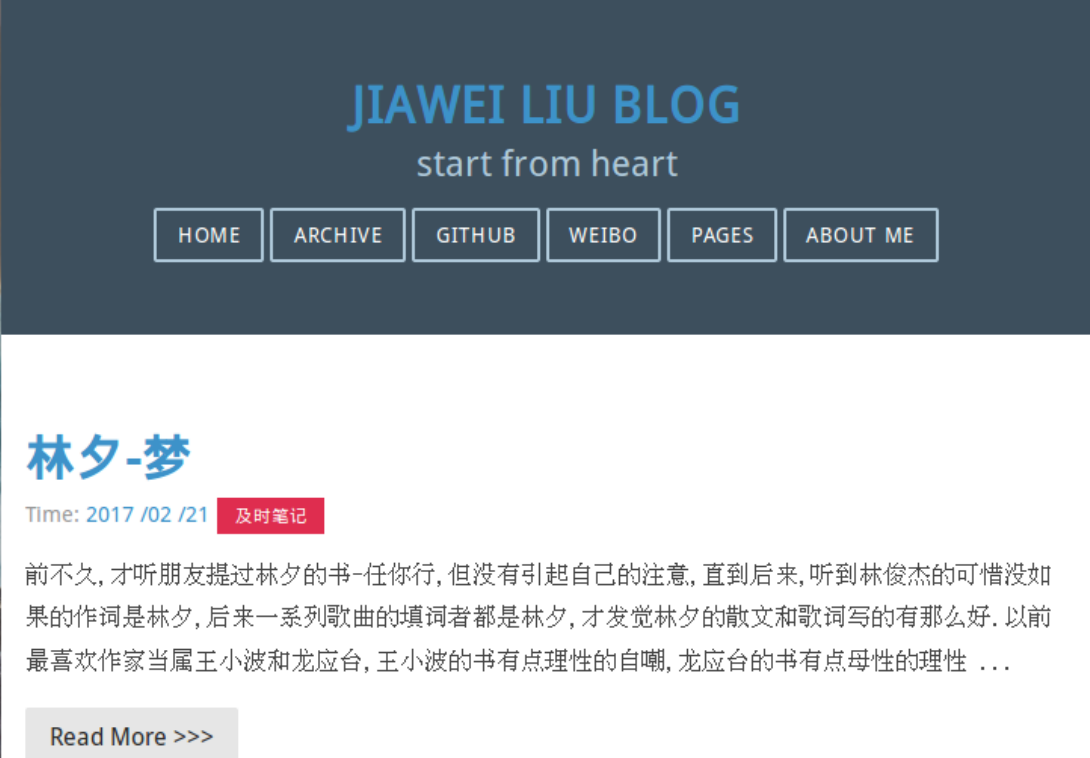 JIAWEI LIU BLOG
start from heart
HOME ARCHIVE GITHUB WEIBO PAGES ABOUT ME
林夕-梦
Time: 2017 /02 /21 及时笔记
前不久,才听朋友提过林夕的书-任你行,但没有引起自己的注意,直到后来,听到林俊杰的可惜没如
果的作词是林夕,后来一系列歌曲的填词者都是林夕,才发觉林夕的散文和歌词写的有那么好.以前
最喜欢作家当属王小波和龙应台,王小波的书有点理性的自嘲,龙应台的书有点母性的理性 ...
Read More >>>